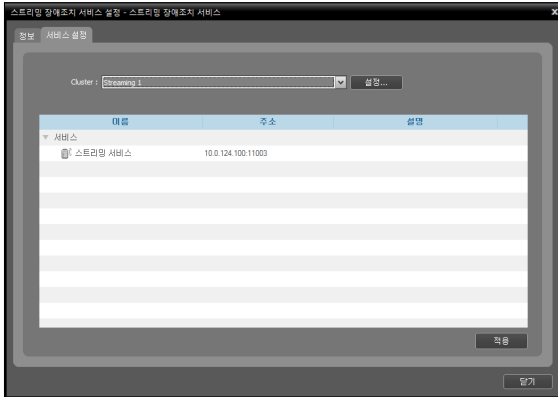 스트리밍 장애조치 서비스 설정 - 스트리밍 장애조치 서비스
정보 서비스 설정
Cluster : Streaming 1 설정...
이름 주소 설명
서비스
스트리밍 서비스 10.0.124.100:11003
적용
닫기